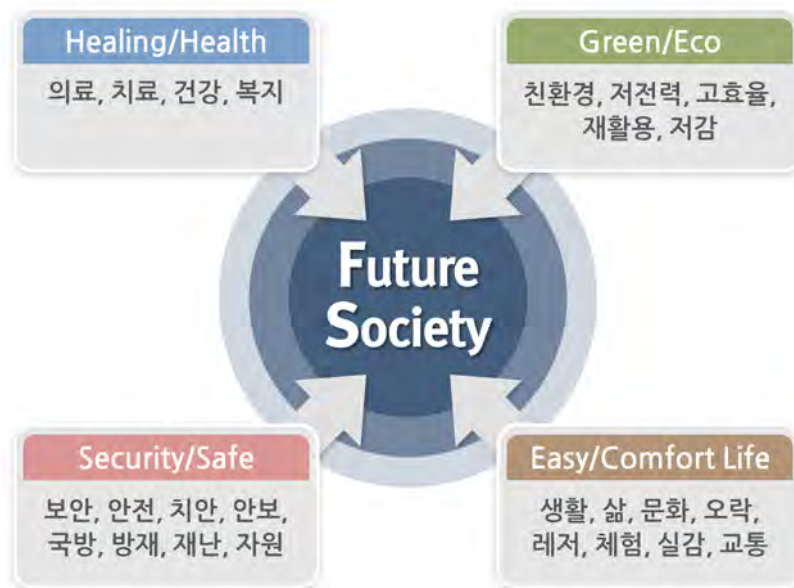 Healing/Health
의료, 치료, 건강, 복지
Green/Eco
친환경, 저전력, 고효율,
재활용, 저감
Future
Society
Security/Safe
보안, 안전, 치안, 안보,
국방, 방재, 재난, 자원
Easy/Comfort Life
생활, 삶, 문화, 오락,
레저, 체험, 실감, 교통